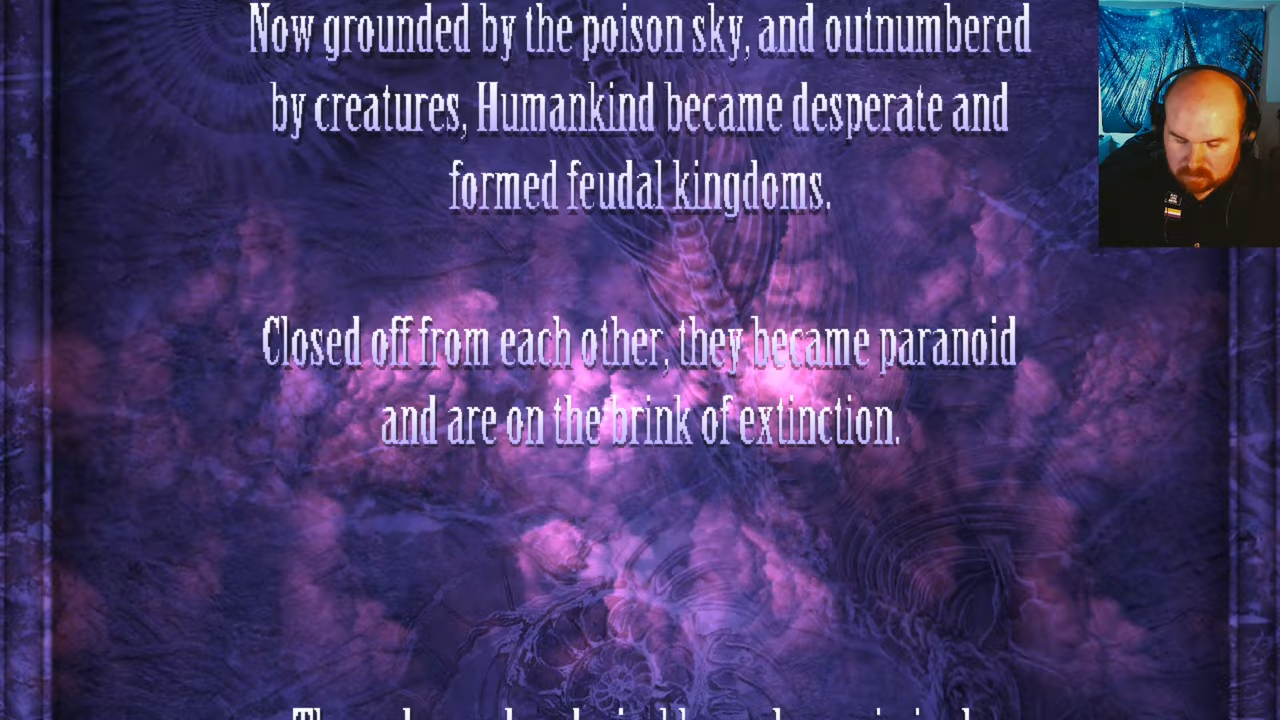 Now grounded by the poison sky, and outnumbered
by creatures, Humankind became desperate and
formed feudal kingdoms.
Closed off from each other, they became paranoid
and are on the brink of extinction.